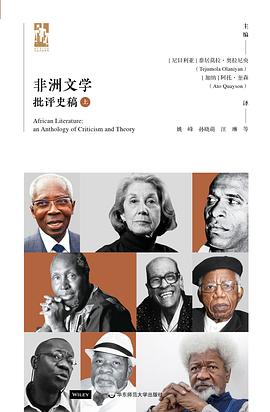 主
编
[尼日利亚] 泰居莫拉·奥拉尼央
(Tejumola Olaniyan)
[加纳] 阿托·奎森
(Ato Quayson)
译
姚 峰 孙晓萌 汪 琳 等
非洲文学
批评史稿 上
African Literature:
an Anthology of Criticism and Theory
WILEY
华东师范大学出版社